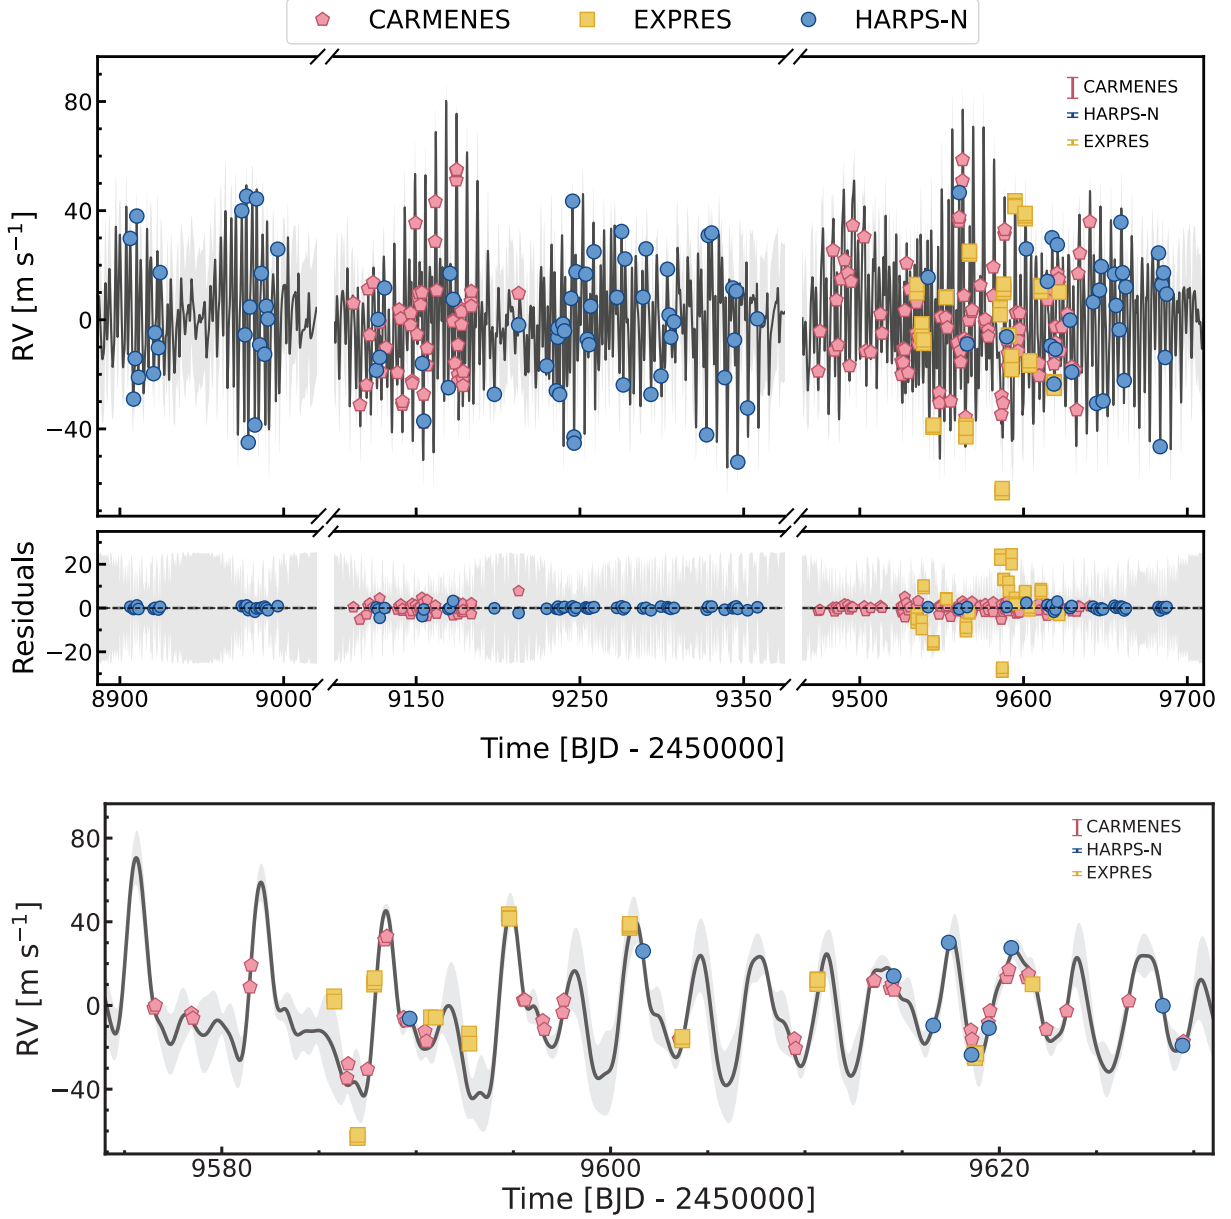 CARMENES EXPRES HARPS-N
RV [m s⁻¹]
80
40
0
−40
CARMENES
HARPS-N
EXPRES
Residuals
20
0
−20
8900 9000 9150 9250 9350 9500 9600 9700
Time [BJD - 2450000]
RV [m s⁻¹]
80
40
0
−40
CARMENES
HARPS-N
EXPRES
9580 9600 9620
Time [BJD - 2450000]